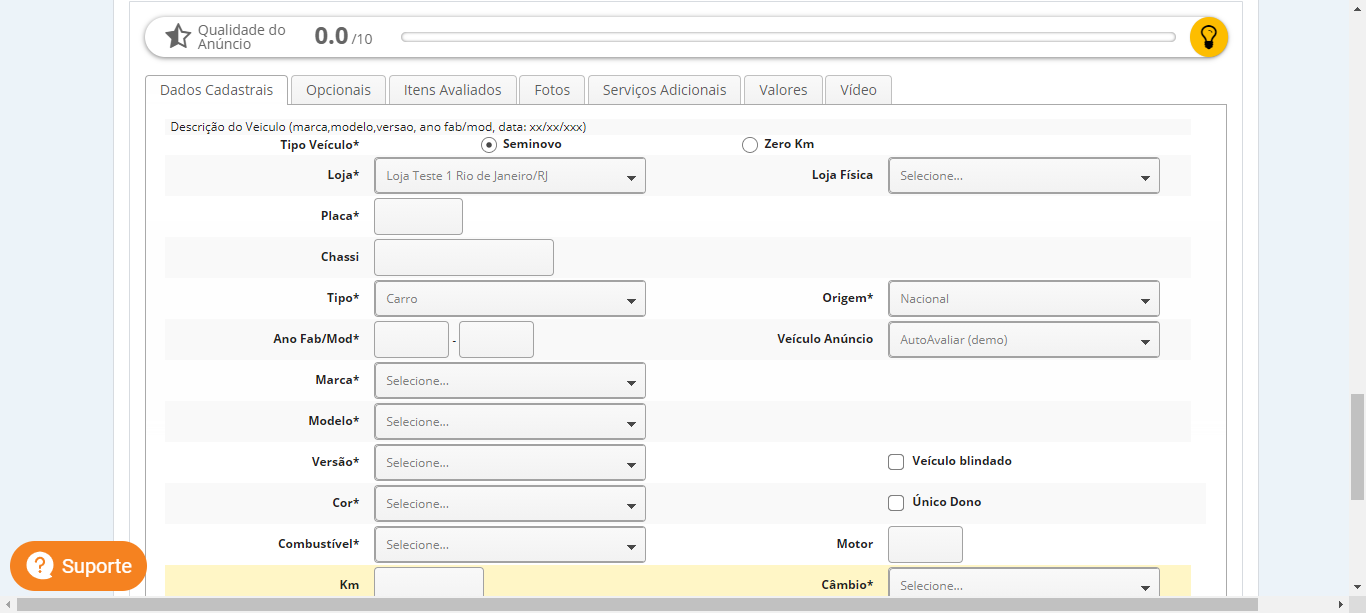 Qualidade do
Anúncio
0.0 /10
Dados Cadastrais Opcionais Itens Avaliados Fotos Serviços Adicionais Valores Vídeo
Descrição do Veiculo (marca,modelo,versao, ano fab/mod, data: xx/xx/xxx)
Tipo Veículo* Seminovo Zero Km
Loja* Loja Teste 1 Rio de Janeiro/RJ Loja Física Selecione...
Placa*
Chassi
Tipo* Carro Origem* Nacional
Ano Fab/Mod* - Veículo Anúncio AutoAvaliar (demo)
Marca* Selecione...
Modelo* Selecione...
Versão* Selecione... Veículo blindado
Cor* Selecione... Único Dono
Combustível* Selecione... Motor
? Suporte
Km Câmbio* Selecione...